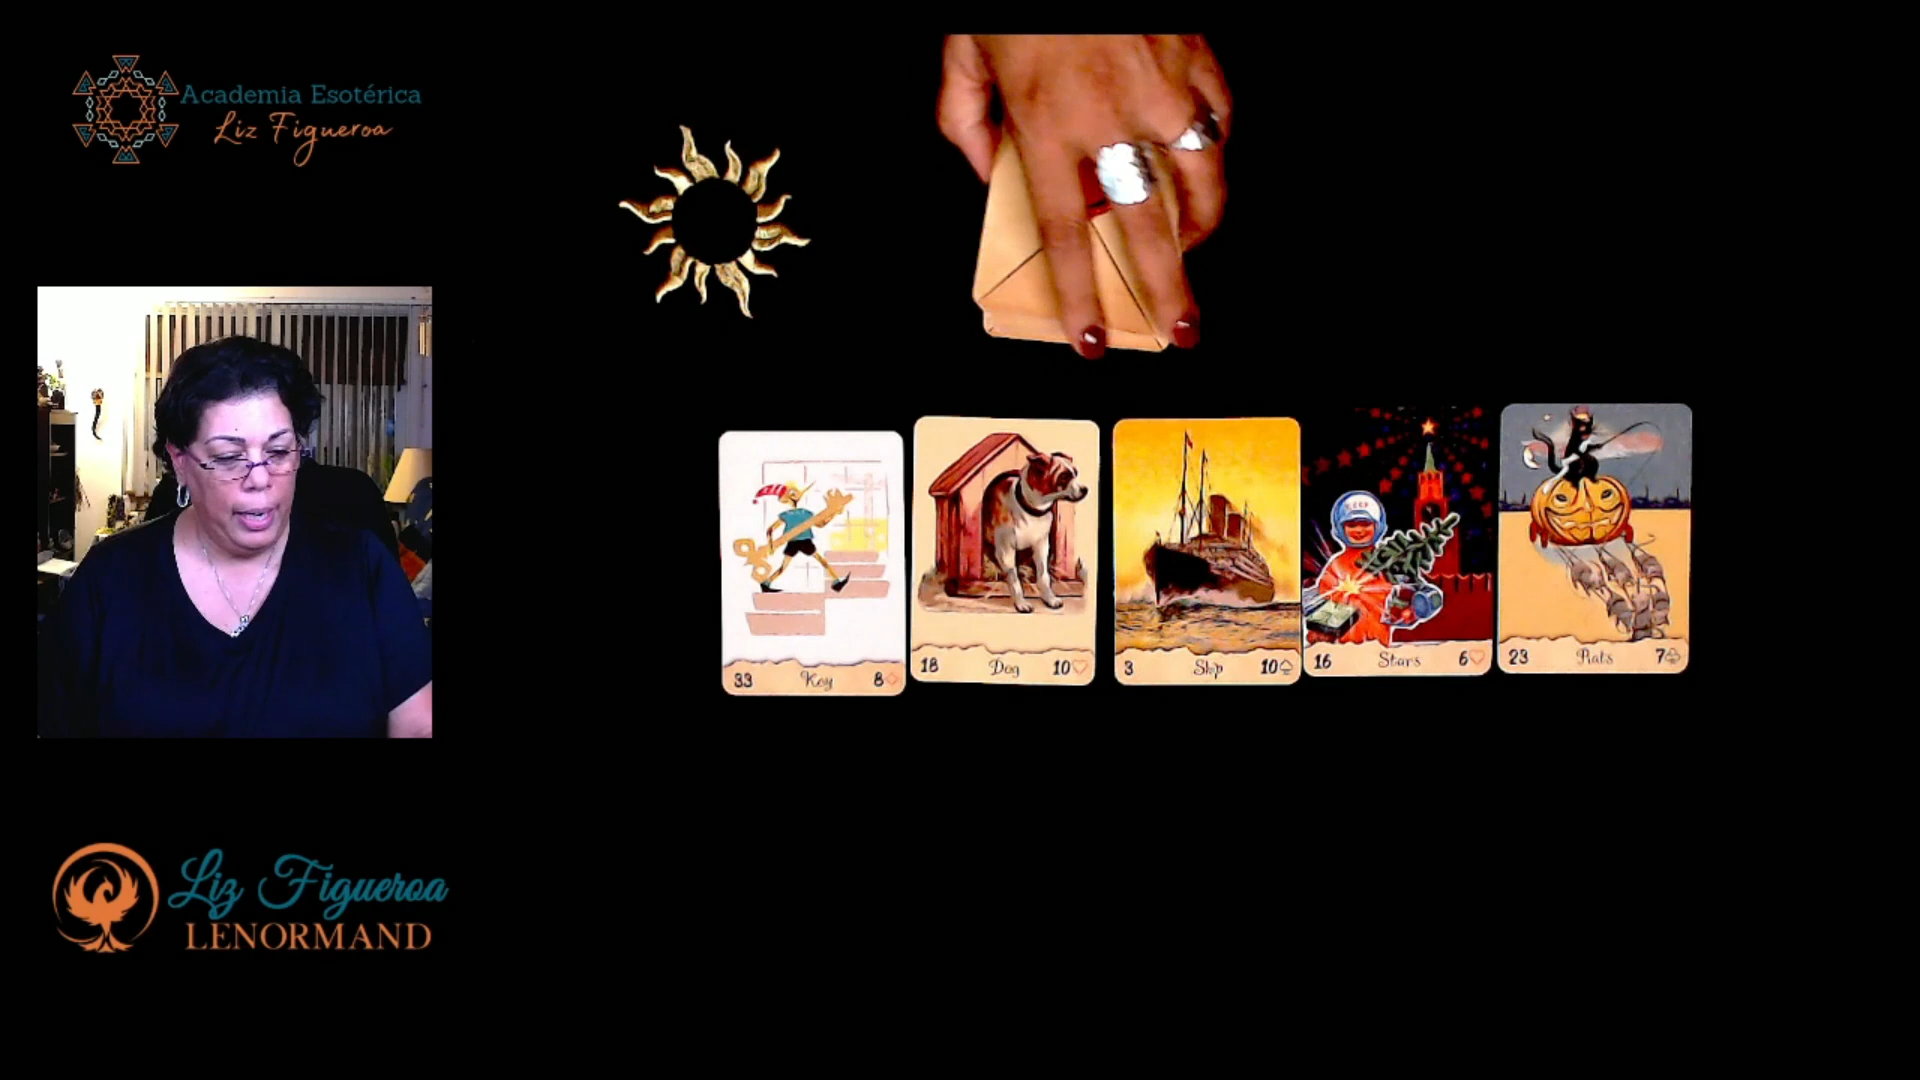 Academia Esotérica
Liz Figueroa
33 Key 8
18 Dog 10
3 Ship 10
16 Stars 6
23 Rats 7
Liz Figueroa
LENORMAND